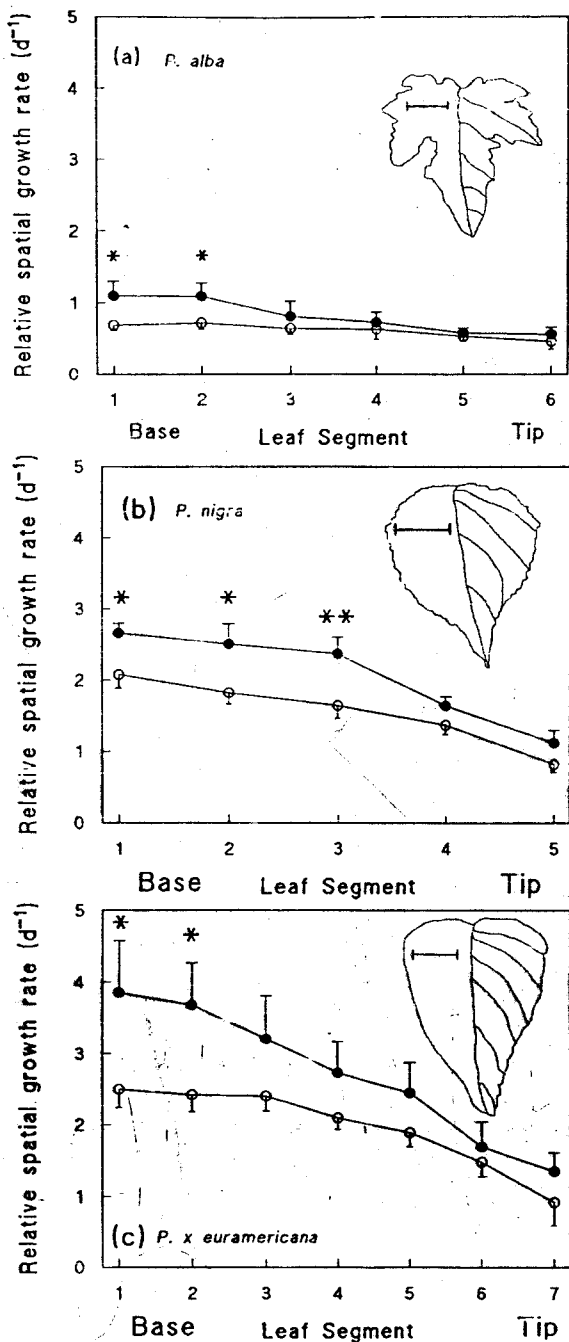 Relative spatial growth rate (d⁻¹)
(a) P. alba
5
4
3
2
1
0
* *
1 2 3 4 5 6
Base Leaf Segment Tip
Relative spatial growth rate (d⁻¹)
(b) P. nigra
5
4
3
2
1
0
* * **
1 2 3 4 5
Base Leaf Segment Tip
Relative spatial growth rate (d⁻¹)
5
4
3
2
1
0
* *
(c) P. x euramericana
1 2 3 4 5 6 7
Base Leaf Segment Tip